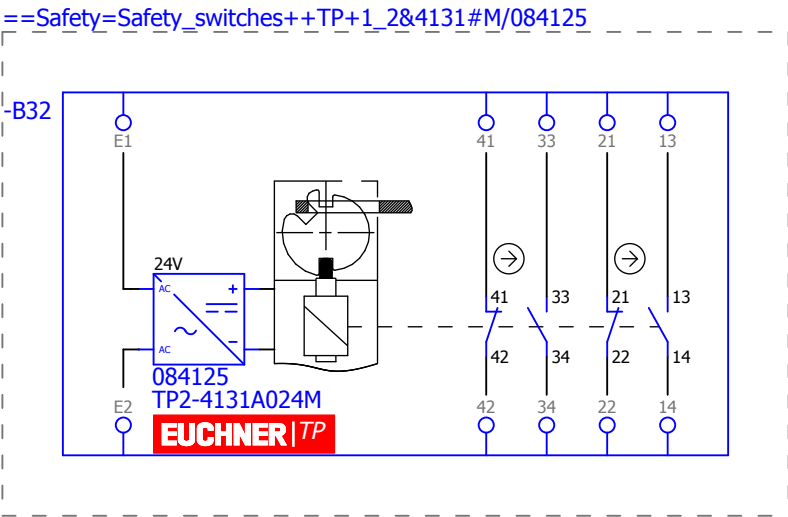 ==Safety=Safety_switches++TP+1_2&4131#M/084125
-B32
E1 41 33 21 13
24V
AC +
41 33 21 13
AC -
42 34 22 14
084125
TP2-4131A024M
E2 42 34 22 14
EUCHNER|TP